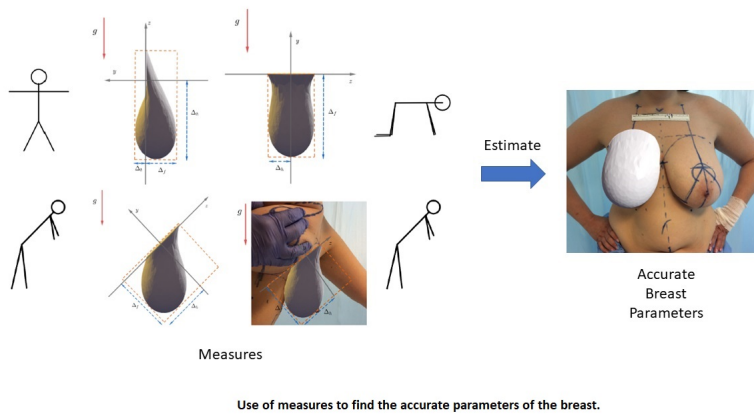 g
z
y
Δ
Δ
Δ
g
y
z
Δ
Δ
g
y
z
Δ
Δ
g
Δ
Δ
Estimate
Accurate
Breast
Parameters
Measures
Use of measures to find the accurate parameters of the breast.